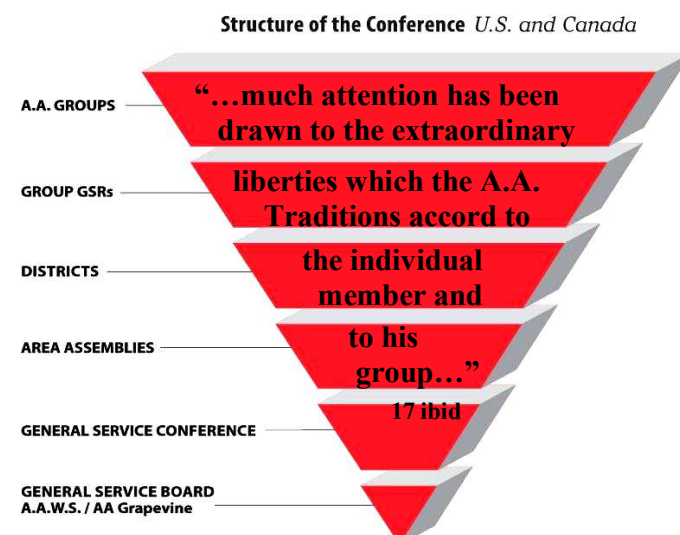 Structure of the Conference U.S. and Canada
A.A. GROUPS
“…much attention has been
drawn to the extraordinary
GROUP GSRs
liberties which the A.A.
Traditions accord to
DISTRICTS
the individual
member and
AREA ASSEMBLIES
to his
group…”
17 ibid
GENERAL SERVICE CONFERENCE
GENERAL SERVICE BOARD
A.A.W.S. / AA Grapevine